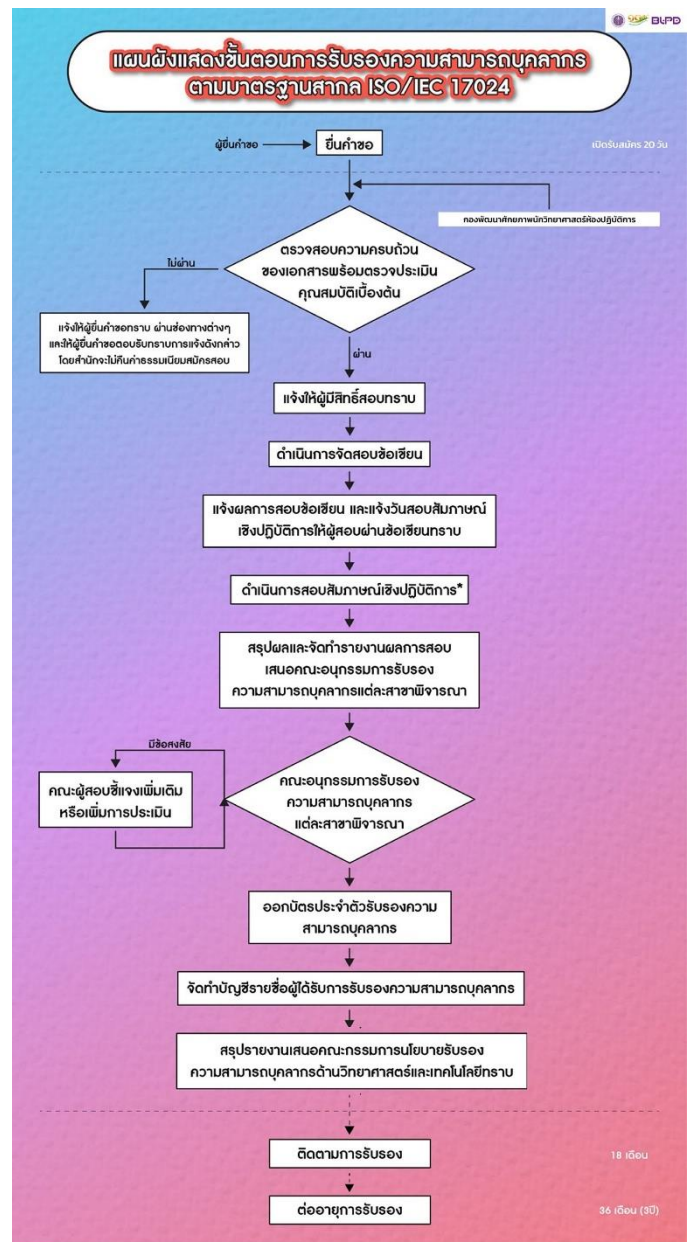 BLPD
แผนผังแสดงขั้นตอนการรับรองความสามารถบุคลากร
ตามมาตรฐานสากล ISO/IEC 17024
ผู้ยื่นคำขอ
ยื่นคำขอ
เปิดรับสมัคร 20 วัน
กองพัฒนาศักยภาพนักวิทยาศาสตร์ห้องปฏิบัติการ
ตรวจสอบความครบถ้วน
ของเอกสารพร้อมตรวจประเมิน
คุณสมบัติเบื้องต้น
ไม่ผ่าน
แจ้งให้ผู้ยื่นคำขอทราบ ผ่านช่องทางต่างๆ
และให้ผู้ยื่นคำขอตอบรับทราบการแจ้งดังกล่าว
โดยสำนักจะไม่คืนค่าธรรมเนียมสมัครสอบ
ผ่าน
แจ้งให้ผู้มีสิทธิ์สอบทราบ
ดำเนินการจัดสอบข้อเขียน
แจ้งผลการสอบข้อเขียน และแจ้งวันสอบสัมภาษณ์
เชิงปฏิบัติการให้ผู้สอบผ่านข้อเขียนทราบ
ดำเนินการสอบสัมภาษณ์เชิงปฏิบัติการ*
สรุปผลและจัดทำรายงานผลการสอบ
เสนอคณะอนุกรรมการรับรอง
ความสามารถบุคลากรแต่ละสาขาพิจารณา
มีข้อสงสัย
คณะผู้สอบชี้แจงเพิ่มเติม
หรือเพิ่มการประเมิน
คณะอนุกรรมการรับรอง
ความสามารถบุคลากร
แต่ละสาขาพิจารณา
ออกบัตรประจำตัวรับรองความ
สามารถบุคลากร
จัดทำบัญชีรายชื่อผู้ได้รับการรับรองความสามารถบุคลากร
สรุปรายงานเสนอคณะกรรมการนโยบายรับรอง
ความสามารถบุคลากรด้านวิทยาศาสตร์และเทคโนโลยีทราบ
ติดตามการรับรอง
18 เดือน
ต่ออายุการรับรอง
36 เดือน (3ปี)